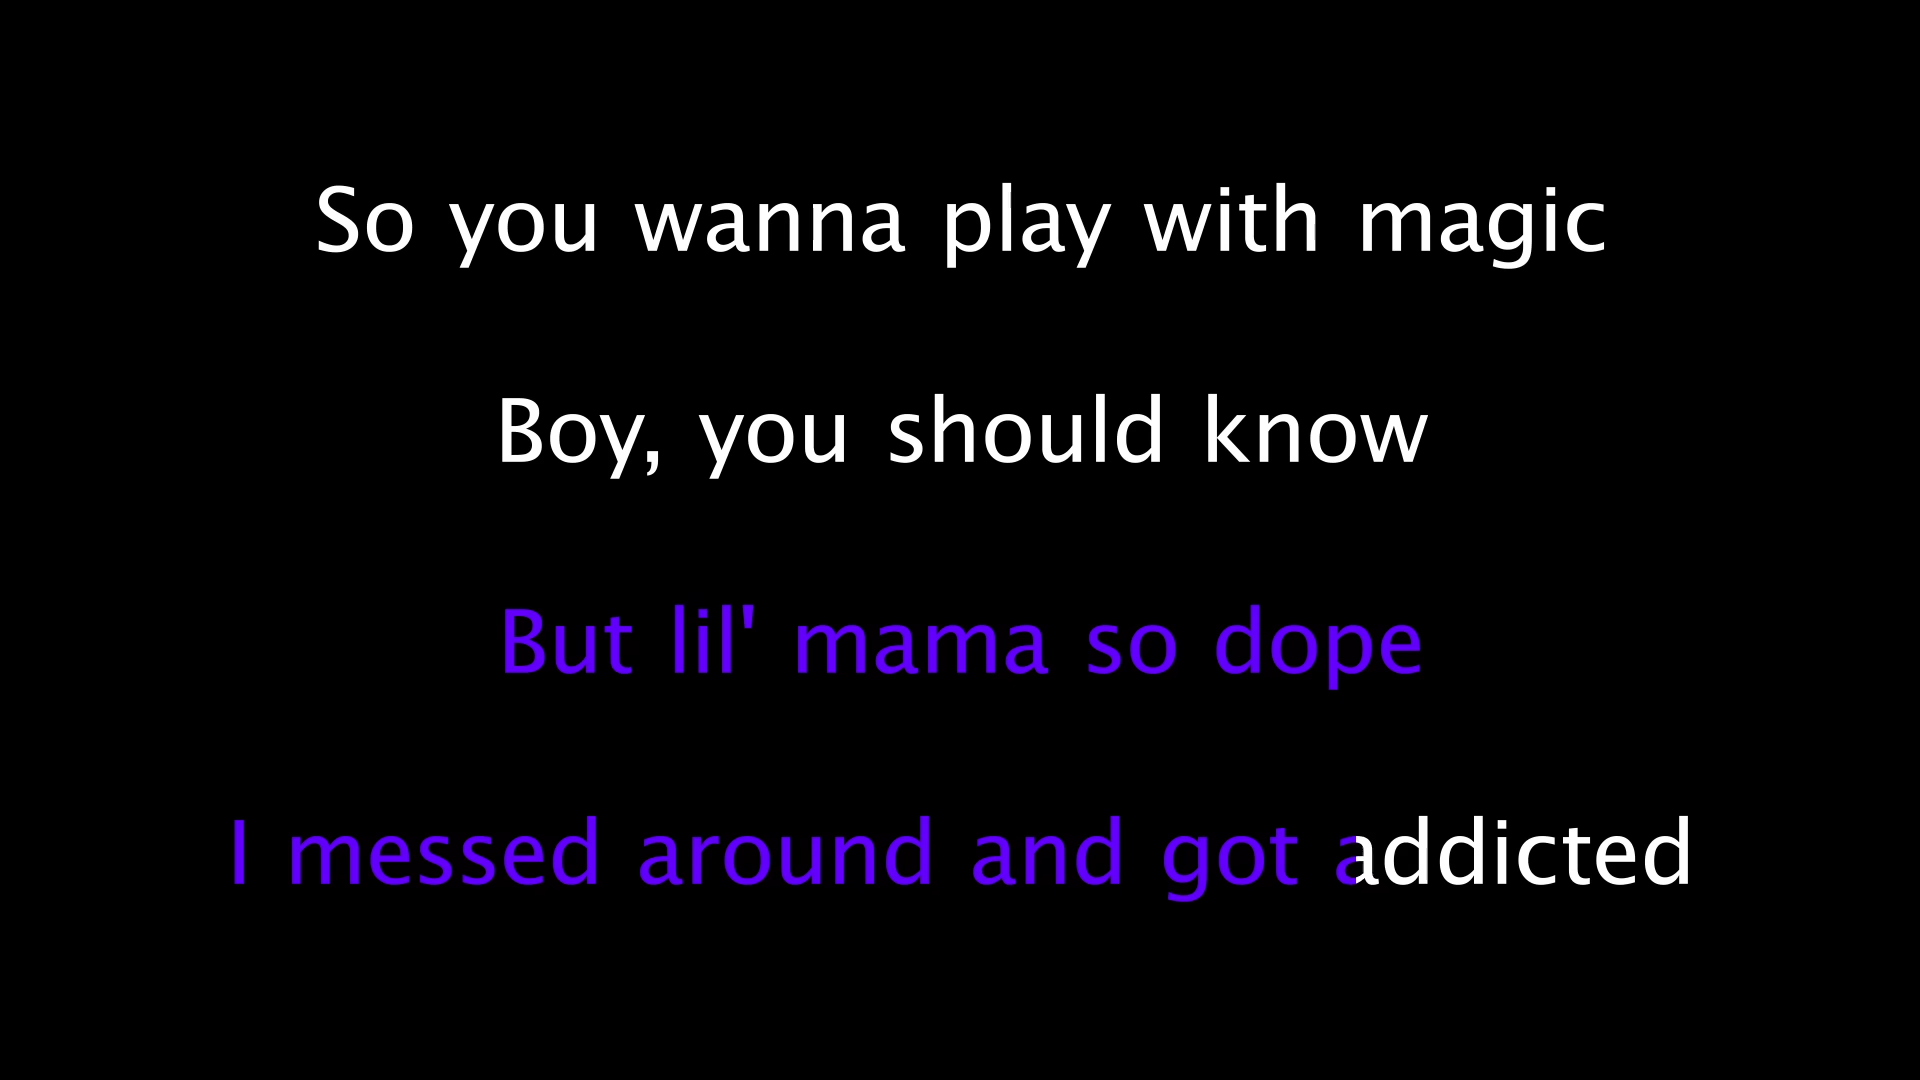 So you wanna play with magic
Boy, you should know
But lil' mama so dope
I messed around and got addicted